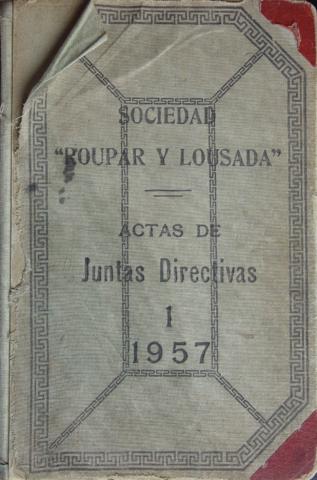 SOCIEDAD
"ROUPAR Y LOUSADA"
ACTAS DE
Juntas Directivas
1
1957